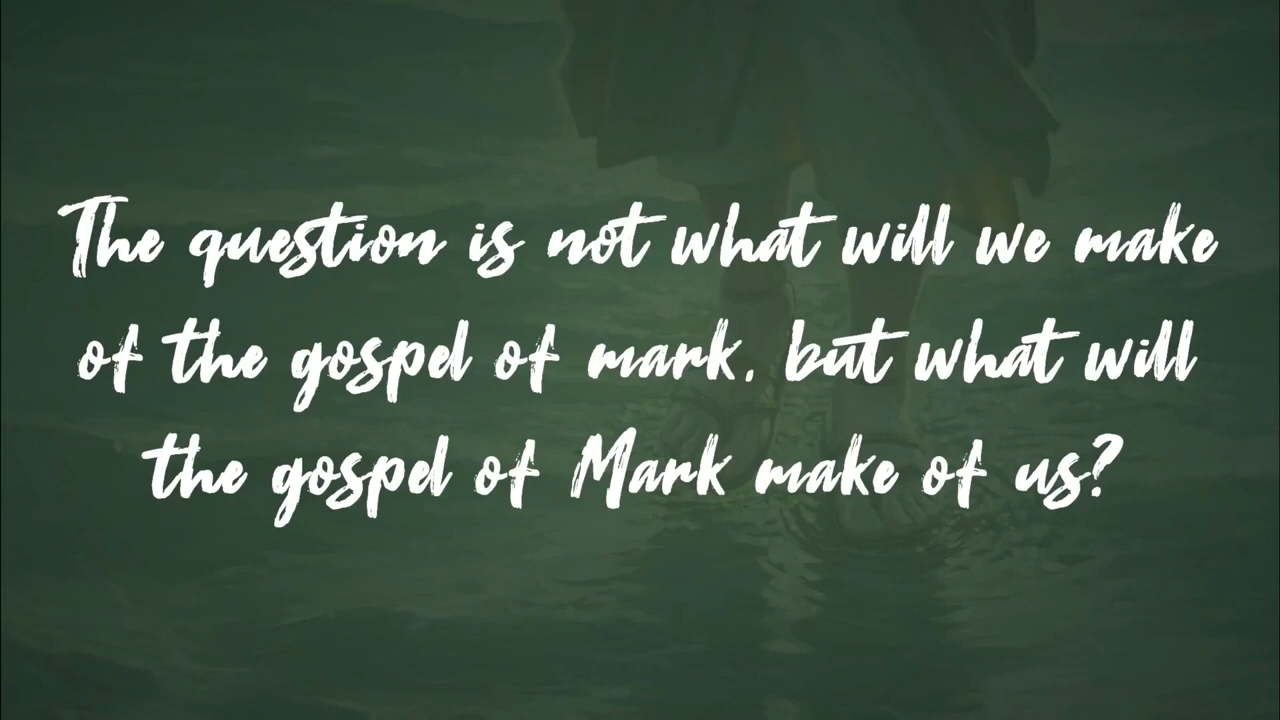 The question is not what will we make
of the gospel of mark, but what will
the gospel of Mark make of us?